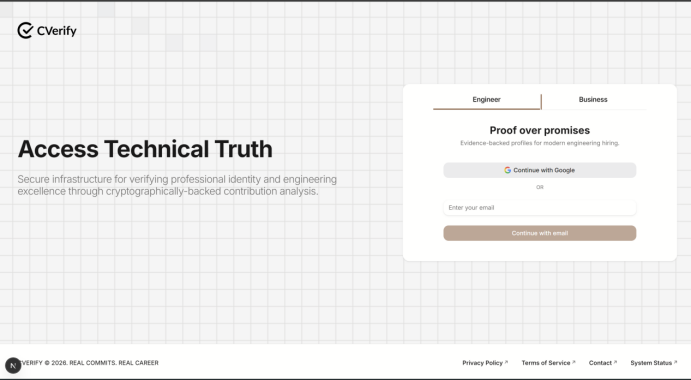 CVerify
Engineer
Business
Access Technical Truth
Secure infrastructure for verifying professional identity and engineering
excellence through cryptographically-backed contribution analysis.
Proof over promises
Evidence-backed profiles for modern engineering hiring.
Continue with Google
OR
Enter your email
Continue with email
N
VERIFY © 2026. REAL COMMITS. REAL CAREER
Privacy Policy ↗
Terms of Service ↗
Contact ↗
System Status ↗